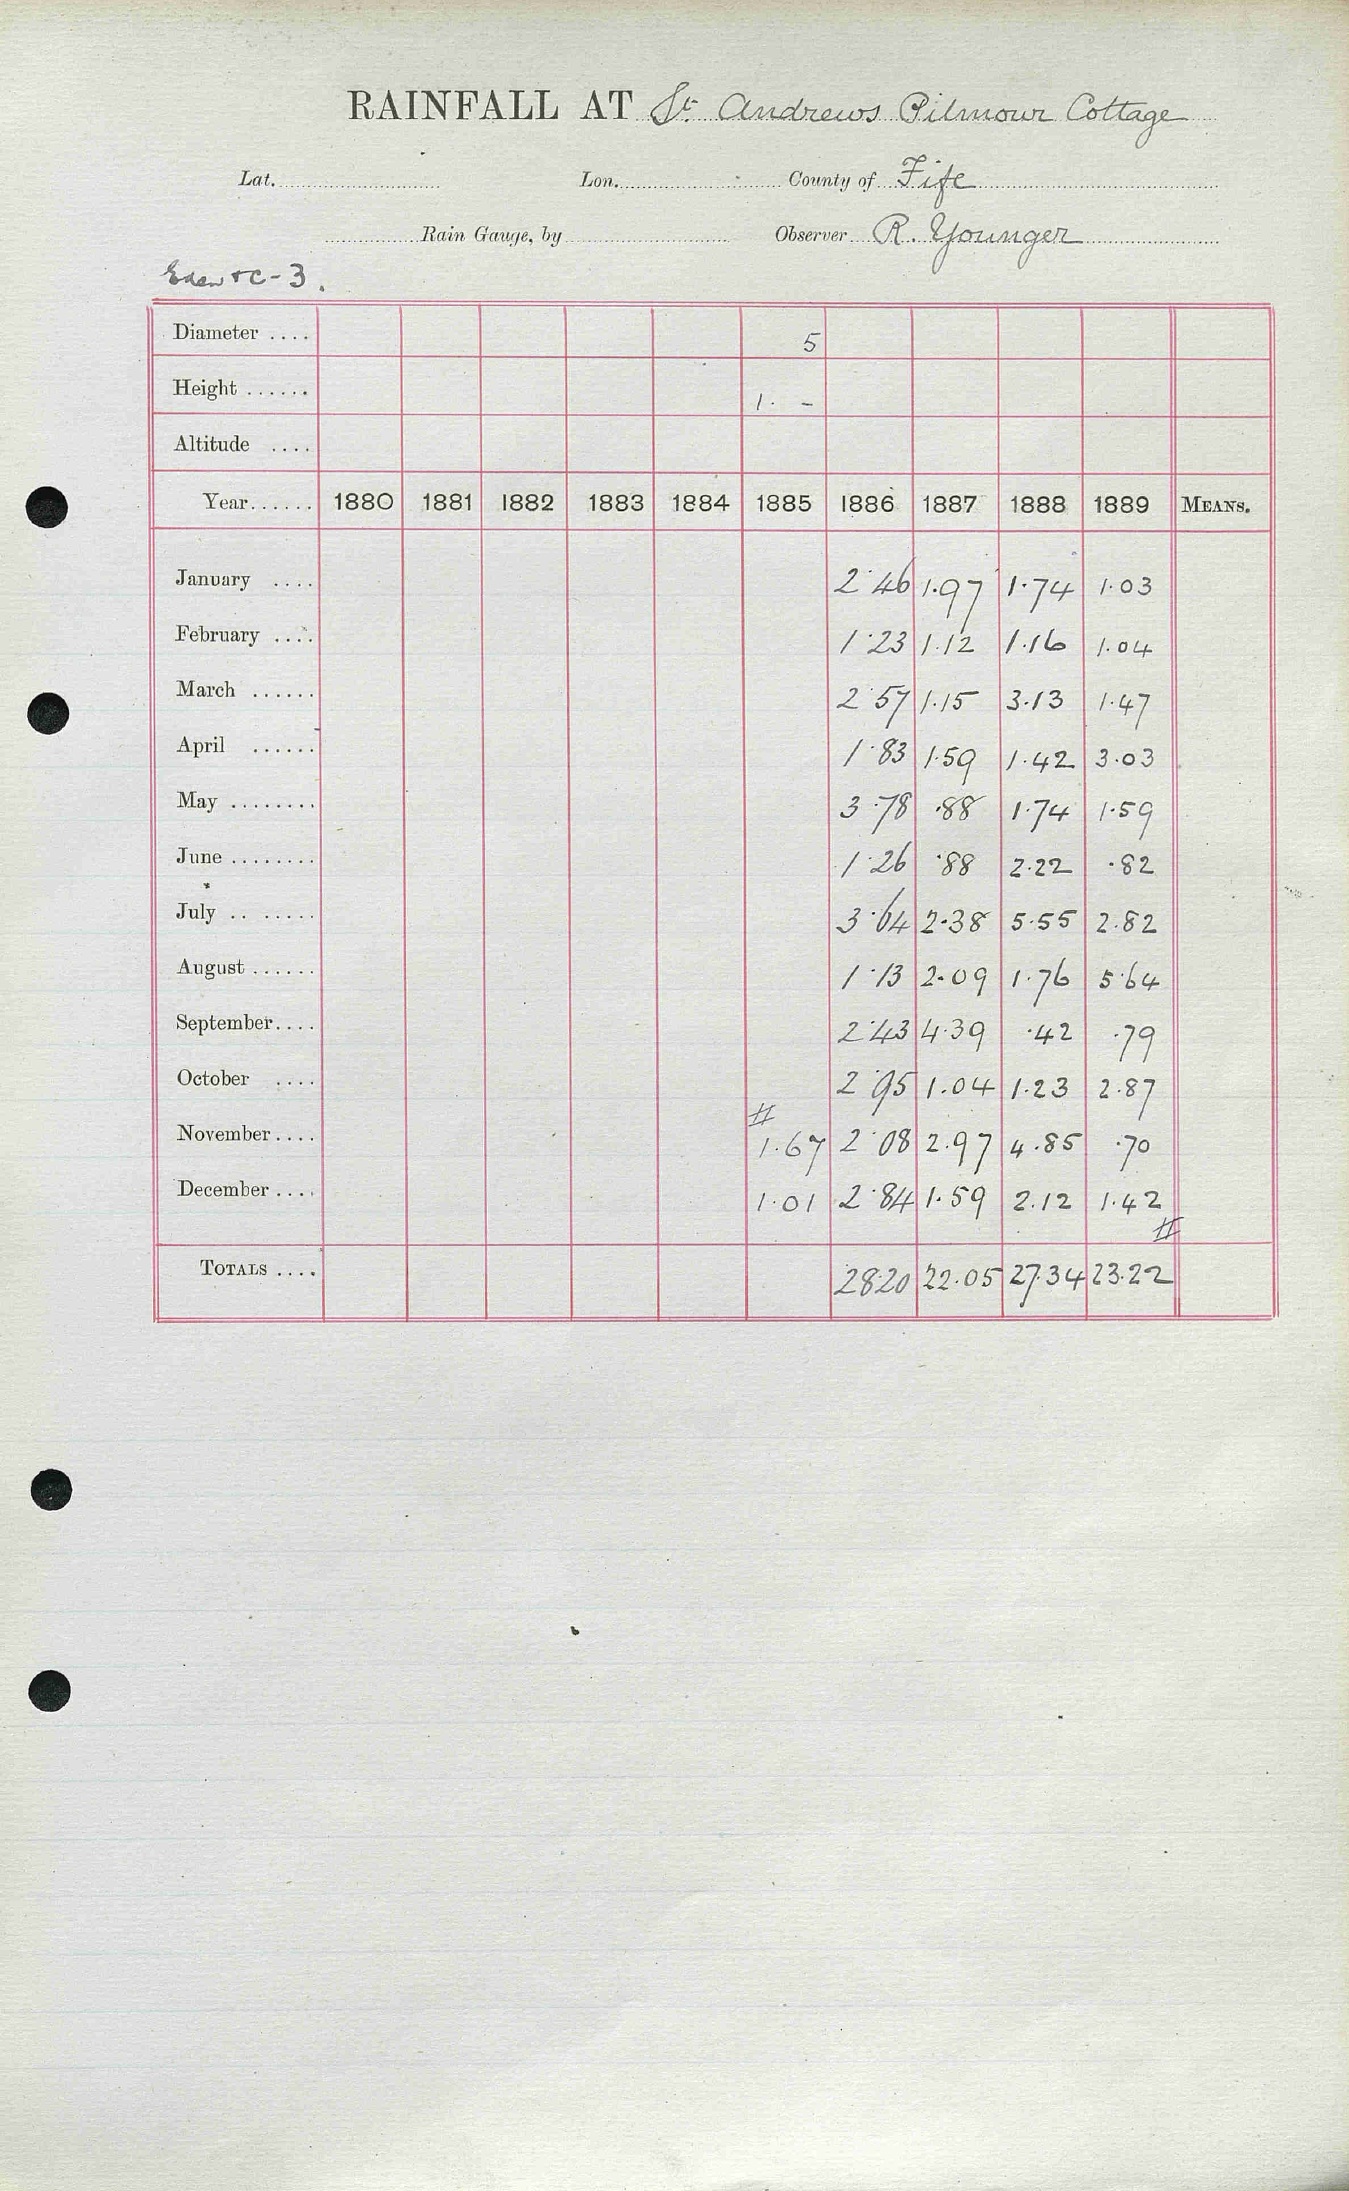 RAINFALL AT St Andrews Pilmour Cottage
Lat. Lon. County of Fife
Rain Gauge, by Observer R. Younger
Eden &c - 3.
Diameter .... 5
Height ...... 1. -
Altitude ....
Year...... 1880 1881 1882 1883 1884 1885 1886 1887 1888 1889 MEANS.
January .... 2.46 1.97 1.74 1.03
February .... 1.23 1.12 1.16 1.04
March ...... 2.57 1.15 3.13 1.47
April ...... 1.83 1.59 1.42 3.03
May ........ 3.78 .88 1.74 1.59
June ........ 1.26 .88 2.22 .82
July .. ..... 3.64 2.38 5.55 2.82
August ...... 1.13 2.09 1.76 5.64
September.... 2.43 4.39 .42 .79
October .... 2.95 1.04 1.23 2.87
#
November .... 1.67 2.08 2.97 4.85 .70
December .... 1.01 2.84 1.59 2.12 1.42
#
TOTALS .... 28.20 22.05 27.34 23.22